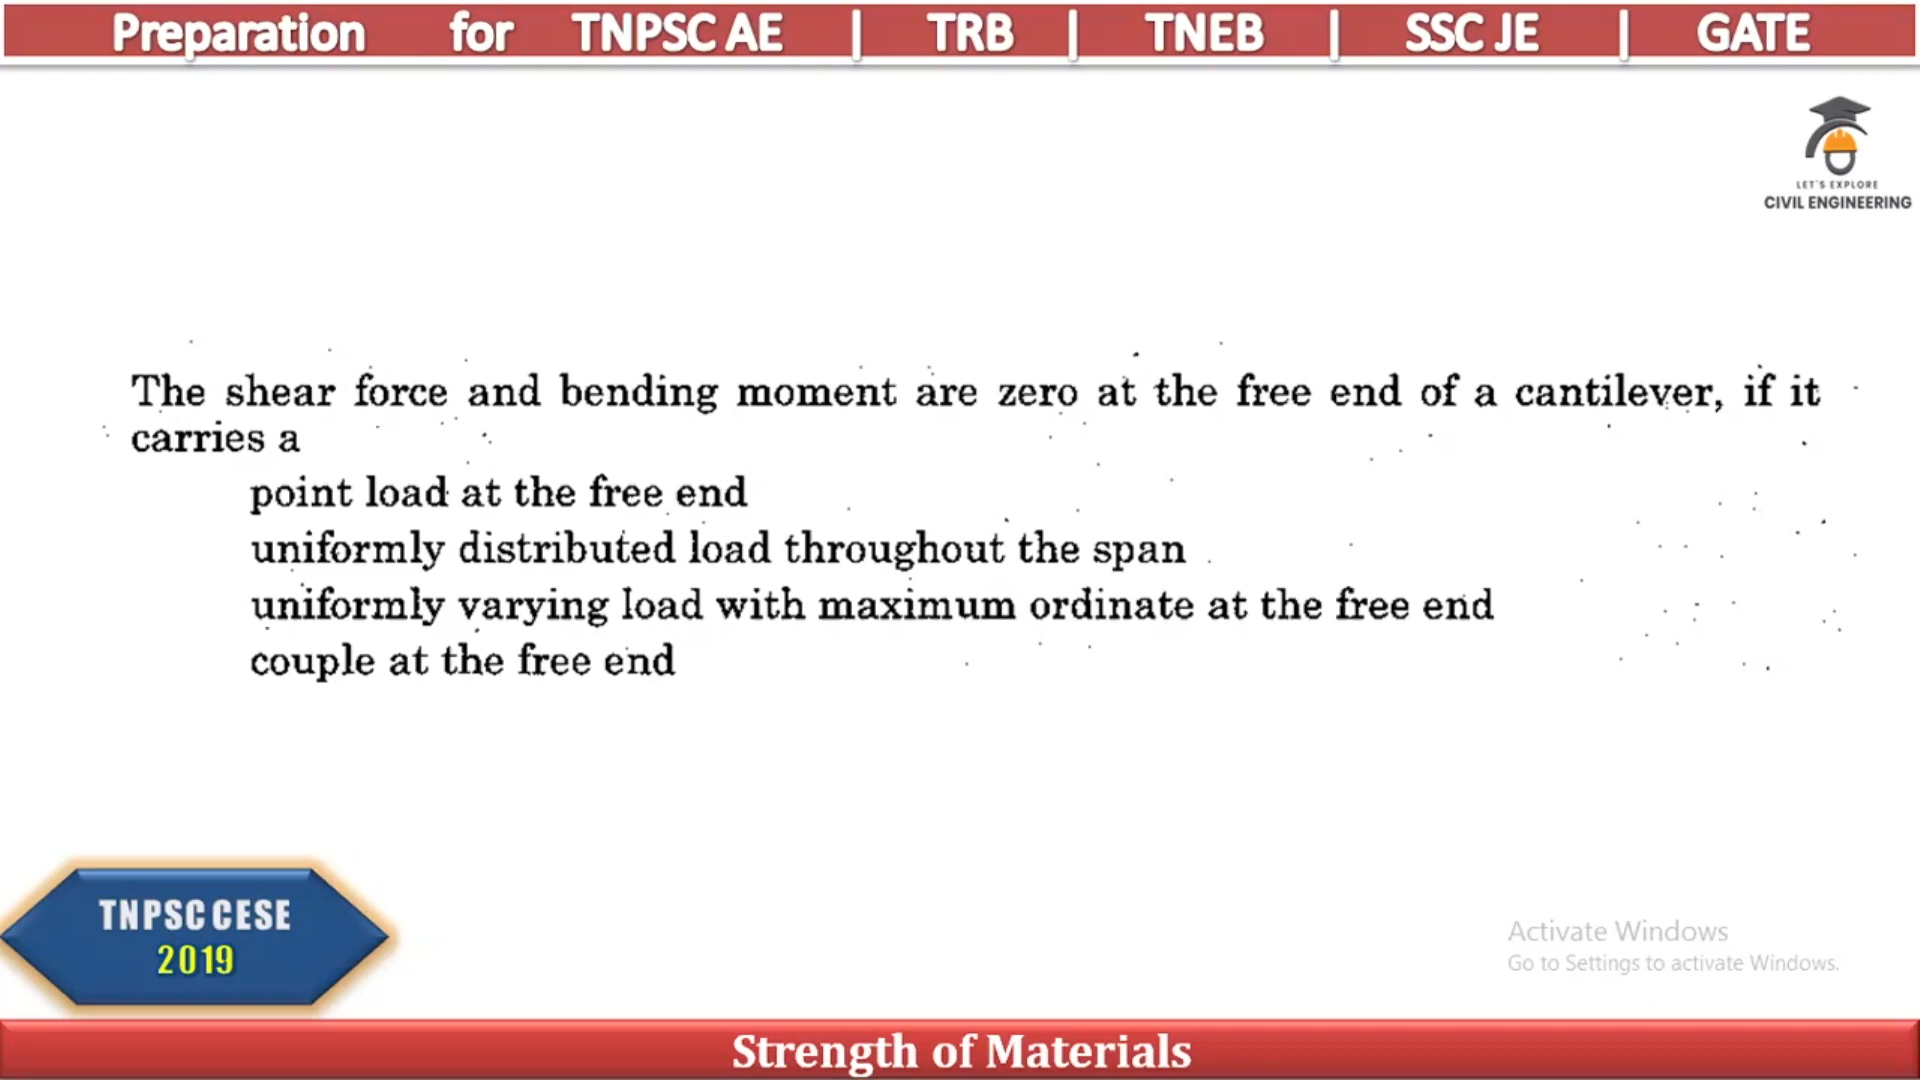 Preparation for TNPSC AE | TRB | TNEB | SSC JE | GATE
LET'S EXPLORE
CIVIL ENGINEERING
The shear force and bending moment are zero at the free end of a cantilever, if it
carries a
point load at the free end
uniformly distributed load throughout the span
uniformly varying load with maximum ordinate at the free end
couple at the free end
TNPSC CESE
2019
Activate Windows
Go to Settings to activate Windows.
Strength of Materials